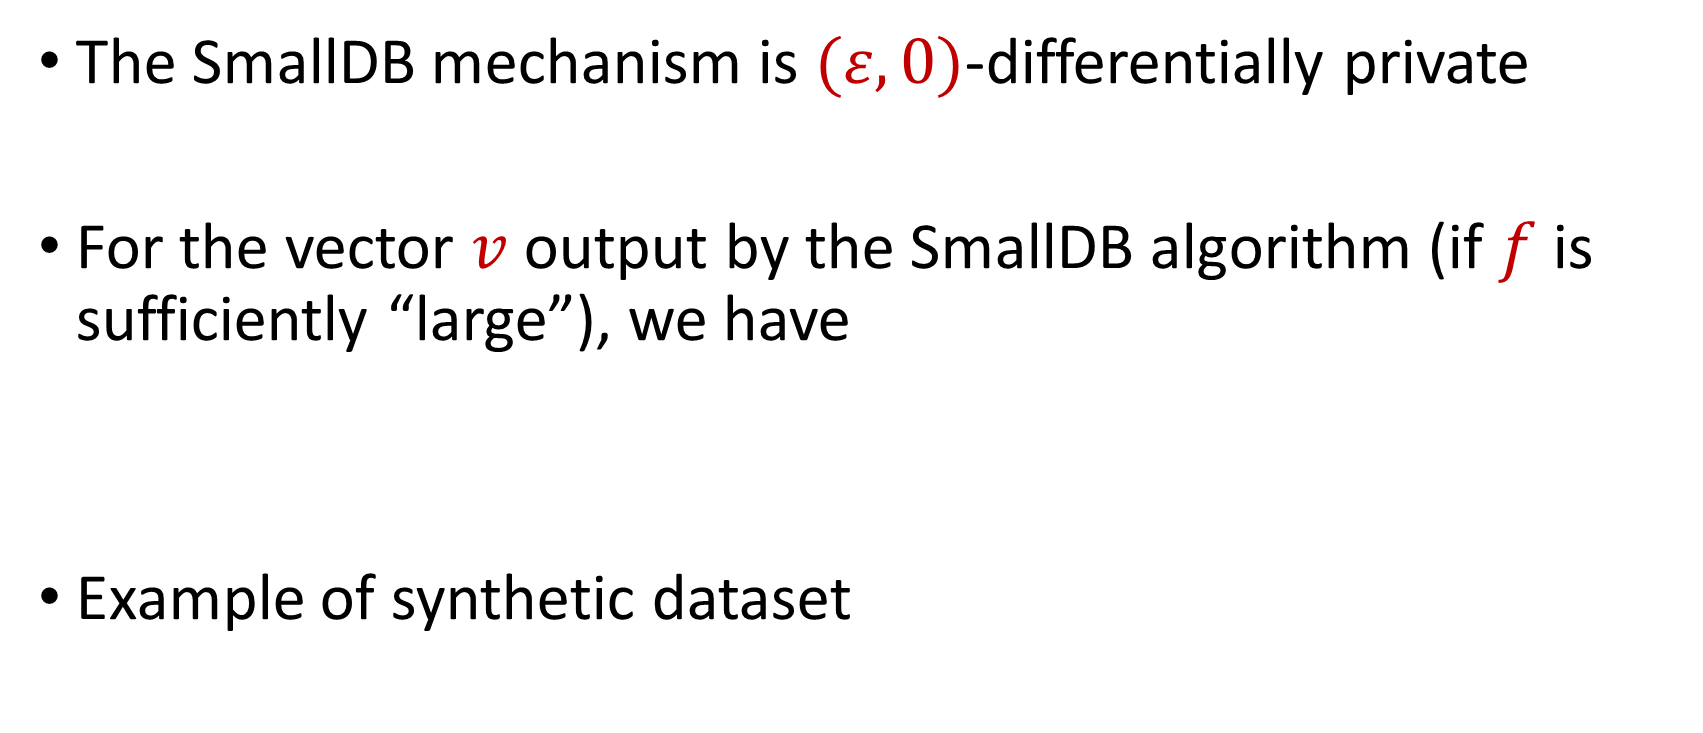 • The SmallDB mechanism is (ε, 0)-differentially private
• For the vector v output by the SmallDB algorithm (if f is
sufficiently “large”), we have
• Example of synthetic dataset